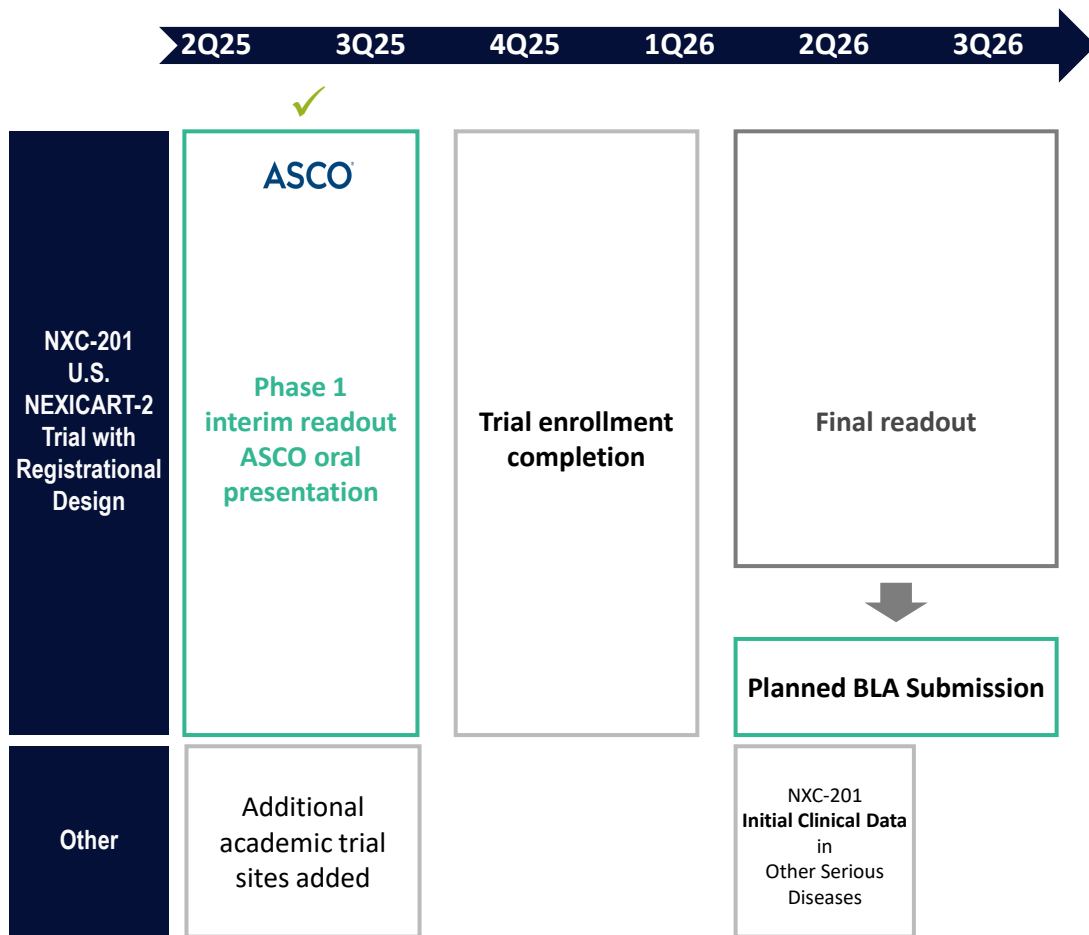 2Q25 3Q25 4Q25 1Q26 2Q26 3Q26
ASCO®
NXC-201
U.S.
NEXICART-2
Trial with
Registrational
Design
Phase 1
interim readout
ASCO oral
presentation
Trial enrollment
completion
Final readout
Planned BLA Submission
Other
Additional
academic trial
sites added
NXC-201
Initial Clinical Data
in
Other Serious
Diseases